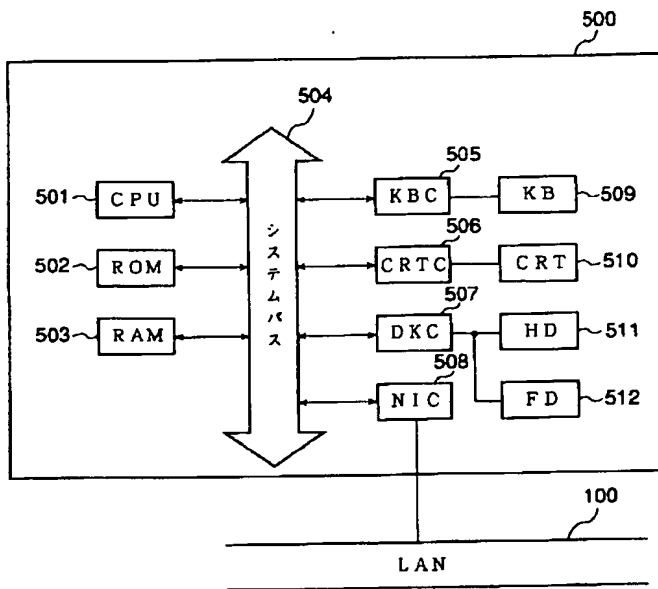 500
504
505
501 CPU
KBC
KB 509
506
502 ROM
CRTC
CRT 510
507
503 RAM
DKC
HD 511
508
NIC
FD 512
システムバス
100
LAN